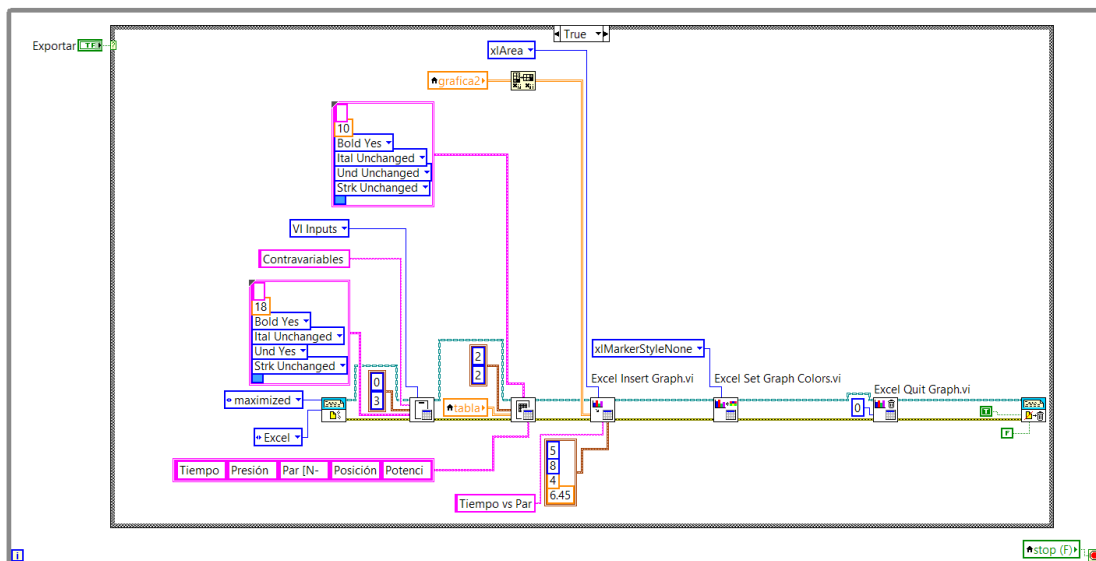 True
Exportar
TF
?
xlArea
grafica2
10
Bold Yes
Ital Unchanged
Und Unchanged
Strk Unchanged
VI Inputs
Contravariables
18
Bold Yes
Ital Unchanged
Und Yes
Strk Unchanged
xlMarkerStyleNone
0
3
2
2
Excel Insert Graph.vi
Excel Set Graph Colors.vi
Excel Quit Graph.vi
maximized
tabla
0
T
F
Excel
Tiempo
Presión
Par [N-
Posición
Potenci
5
8
4
6.45
Tiempo vs Par
stop (F)
i